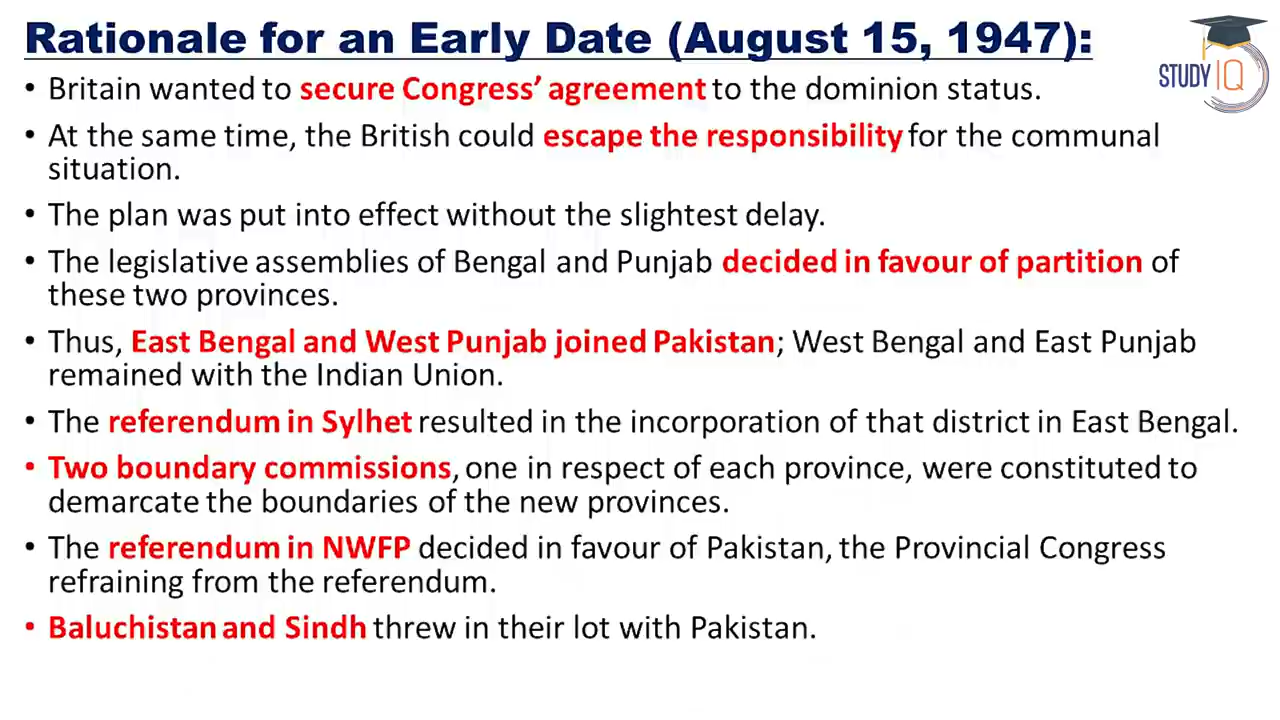 Rationale for an Early Date (August 15, 1947):
STUDY IQ
• Britain wanted to secure Congress’ agreement to the dominion status.
• At the same time, the British could escape the responsibility for the communal
situation.
• The plan was put into effect without the slightest delay.
• The legislative assemblies of Bengal and Punjab decided in favour of partition of
these two provinces.
• Thus, East Bengal and West Punjab joined Pakistan; West Bengal and East Punjab
remained with the Indian Union.
• The referendum in Sylhet resulted in the incorporation of that district in East Bengal.
• Two boundary commissions, one in respect of each province, were constituted to
demarcate the boundaries of the new provinces.
• The referendum in NWFP decided in favour of Pakistan, the Provincial Congress
refraining from the referendum.
• Baluchistan and Sindh threw in their lot with Pakistan.